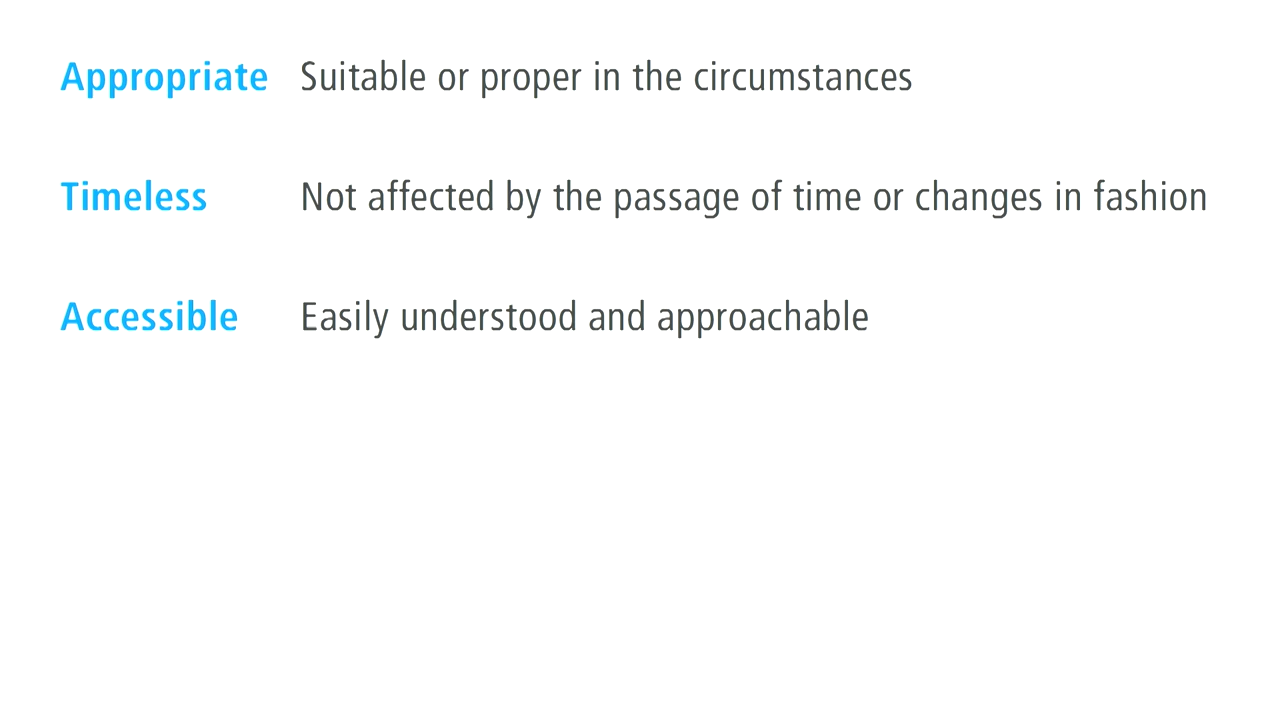 Appropriate Suitable or proper in the circumstances
Timeless Not affected by the passage of time or changes in fashion
Accessible Easily understood and approachable